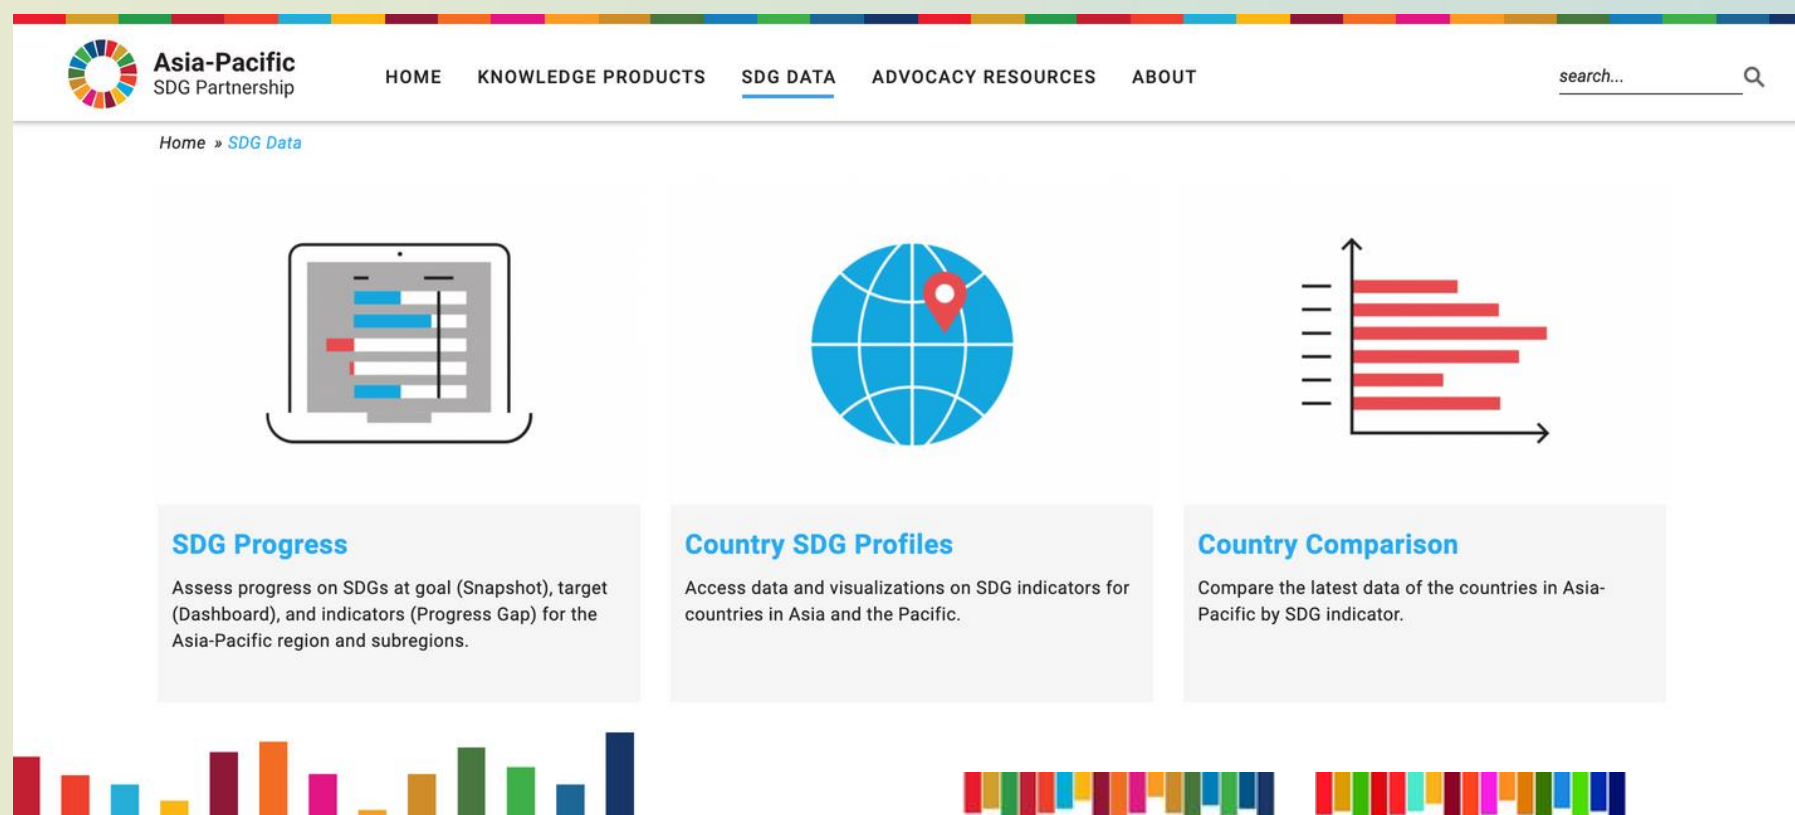 Asia-Pacific
SDG Partnership
HOME KNOWLEDGE PRODUCTS SDG DATA ADVOCACY RESOURCES ABOUT
search...
Home » SDG Data
SDG Progress
Assess progress on SDGs at goal (Snapshot), target
(Dashboard), and indicators (Progress Gap) for the
Asia-Pacific region and subregions.
Country SDG Profiles
Access data and visualizations on SDG indicators for
countries in Asia and the Pacific.
Country Comparison
Compare the latest data of the countries in Asia-
Pacific by SDG indicator.